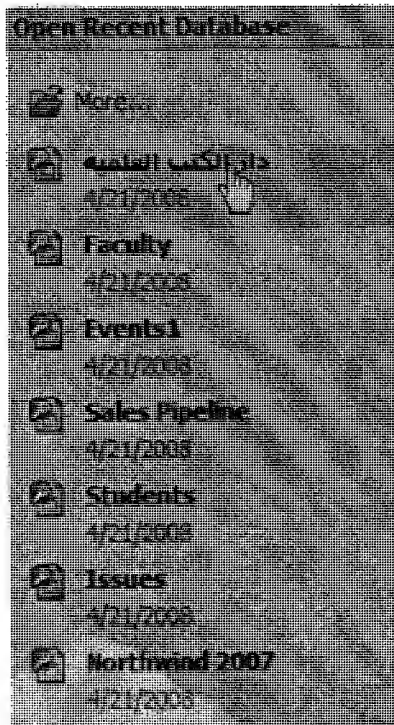 Open Recent Database
More...
دار الكتب العلميه
4/21/2008
Faculty
4/21/2008
Events1
4/21/2008
Sales Pipeline
4/21/2008
Students
4/21/2008
Issues
4/21/2008
Northwind 2007
4/21/2008